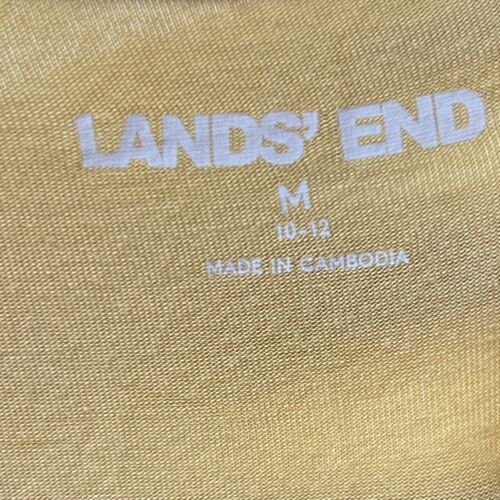 LANDS' END
M
10-12
MADE IN CAMBODIA